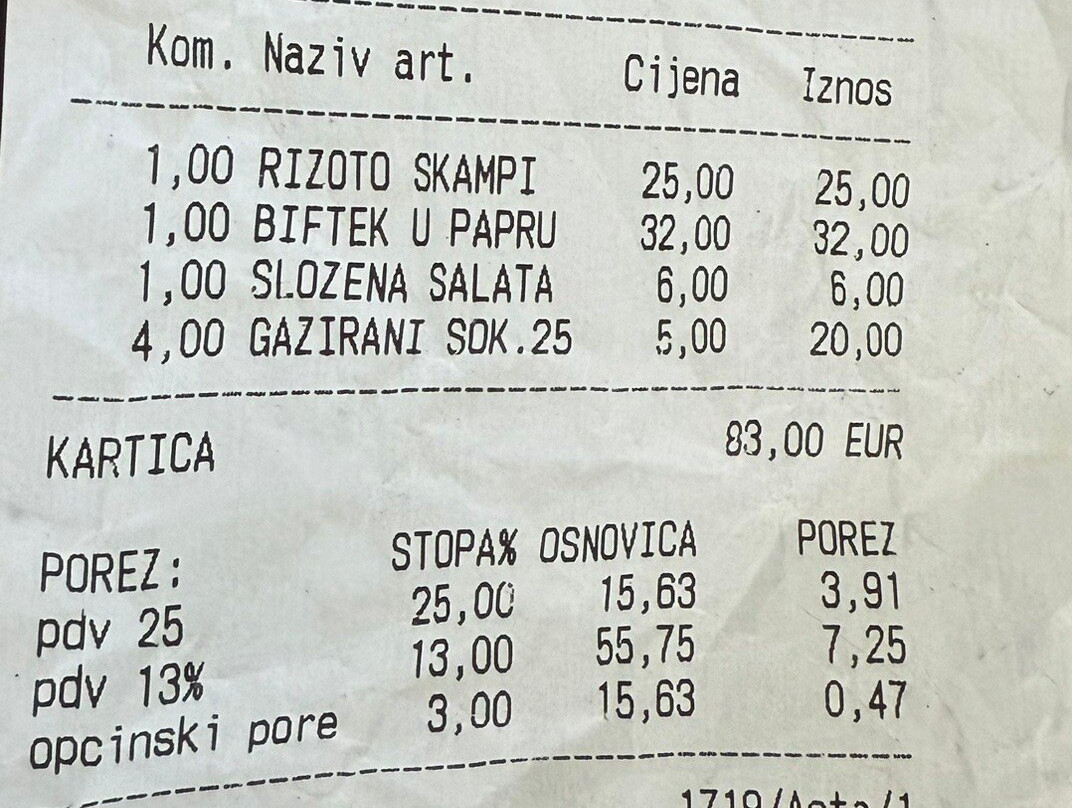 Kom. Naziv art. Cijena Iznos
1,00 RIZOTO SKAMPI 25,00 25,00
1,00 BIFTEK U PAPRU 32,00 32,00
1,00 SLOZENA SALATA 6,00 6,00
4,00 GAZIRANI SOK.25 5,00 20,00
KARTICA 83,00 EUR
POREZ: STOPA% OSNOVICA POREZ
pdv 25 25,00 15,63 3,91
pdv 13% 13,00 55,75 7,25
opcinski pore 3,00 15,63 0,47